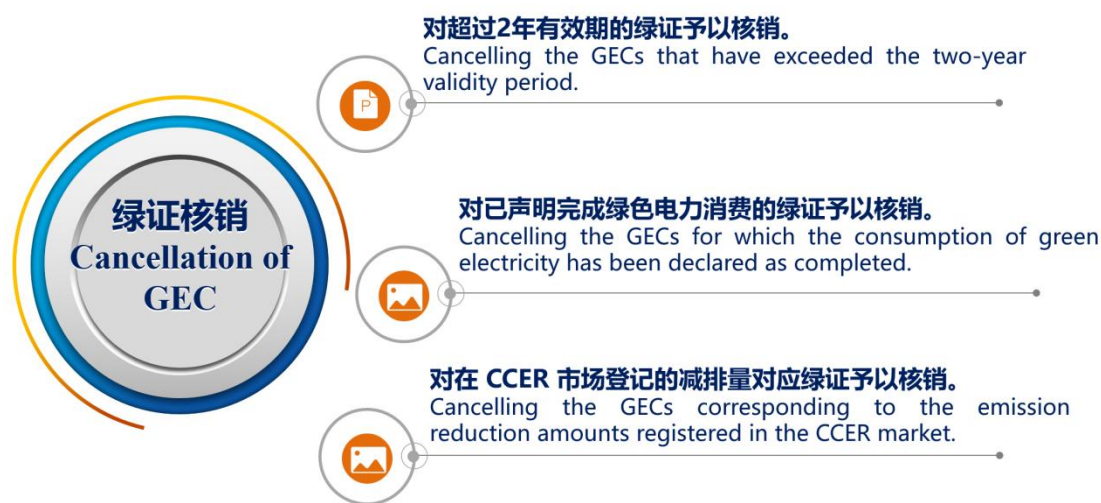 对超过2年有效期的绿证予以核销。
Cancelling the GECs that have exceeded the two-year
validity period.
P
绿证核销
Cancellation of
GEC
对已声明完成绿色电力消费的绿证予以核销。
Cancelling the GECs for which the consumption of green
electricity has been declared as completed.
对在 CCER 市场登记的减排量对应绿证予以核销。
Cancelling the GECs corresponding to the emission
reduction amounts registered in the CCER market.